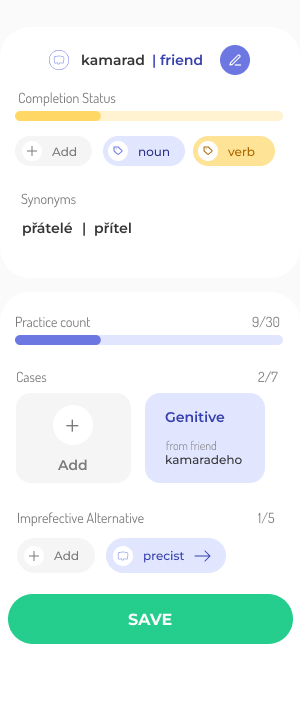 kamarad | friend
Completion Status
Add noun verb
Synonyms
přátelé | přítel
Practice count 9/30
Cases 2/7
Genitive
from friend
kamaradeho
Add
Imprefective Alternative 1/5
Add precist
SAVE